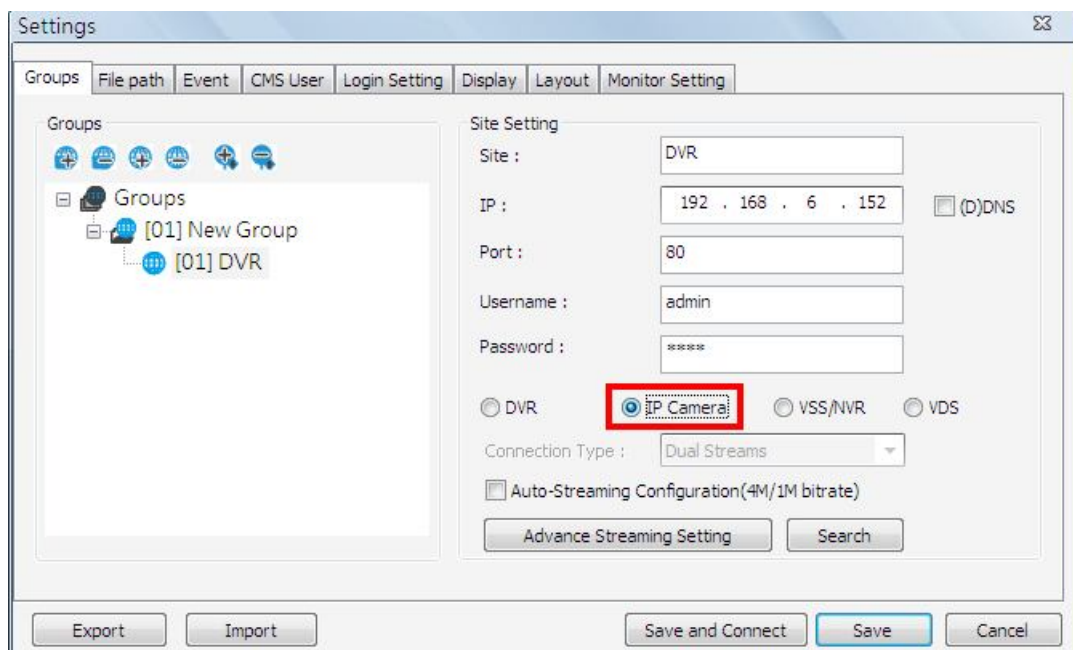 Settings
Groups File path Event CMS User Login Setting Display Layout Monitor Setting
Groups
Groups
[01] New Group
[01] DVR
Site Setting
Site : DVR
IP : 192 . 168 . 6 . 152 (D)DNS
Port : 80
Username : admin
Password : ****
DVR IP Camera VSS/NVR VDS
Connection Type : Dual Streams
Auto-Streaming Configuration(4M/1M bitrate)
Advance Streaming Setting Search
Export Import Save and Connect Save Cancel